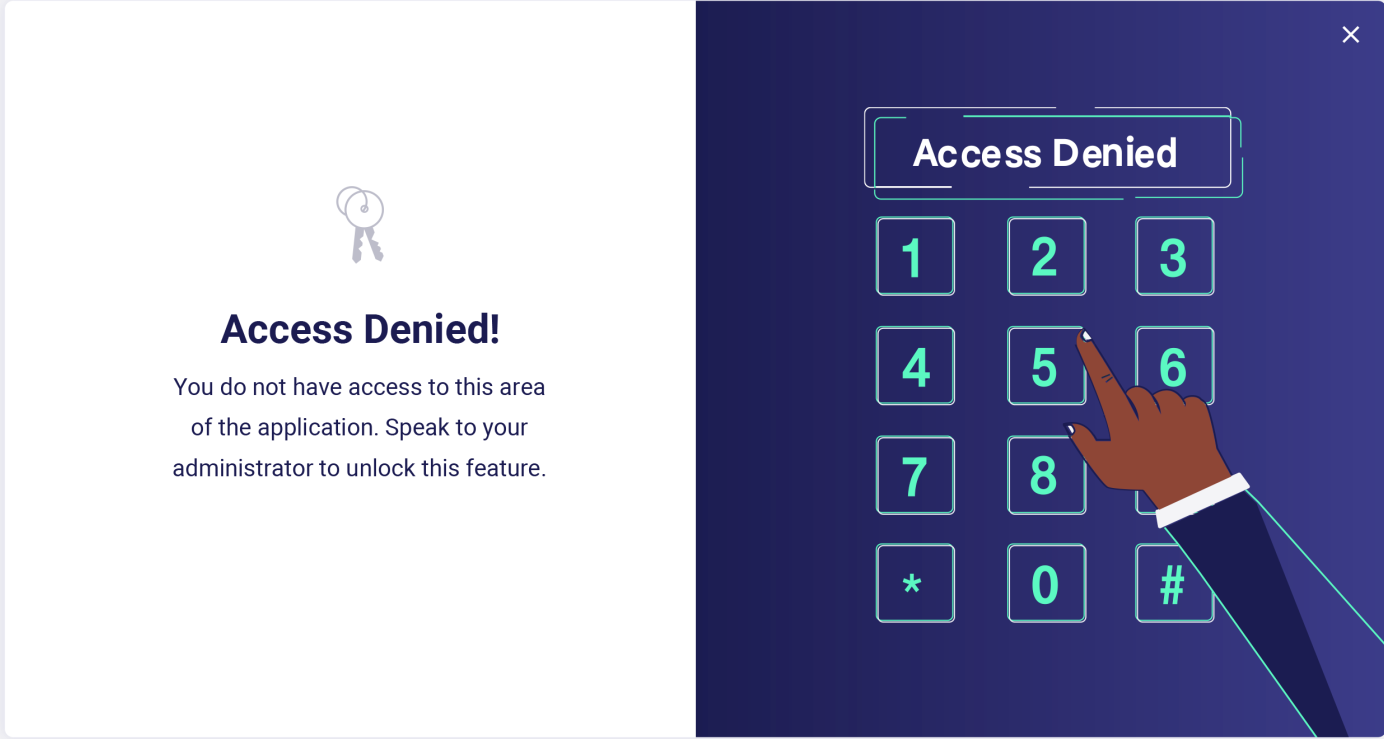 Access Denied!
You do not have access to this area
of the application. Speak to your
administrator to unlock this feature.
Access Denied
1 2 3
4 5 6
7 8
* 0 #